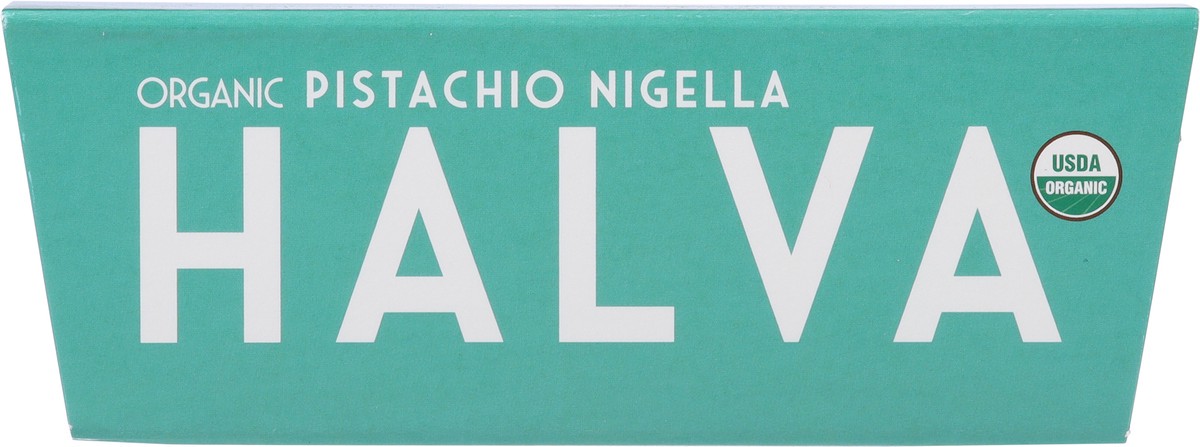 ORGANIC PISTACHIO NIGELLA
HALVA
USDA
ORGANIC